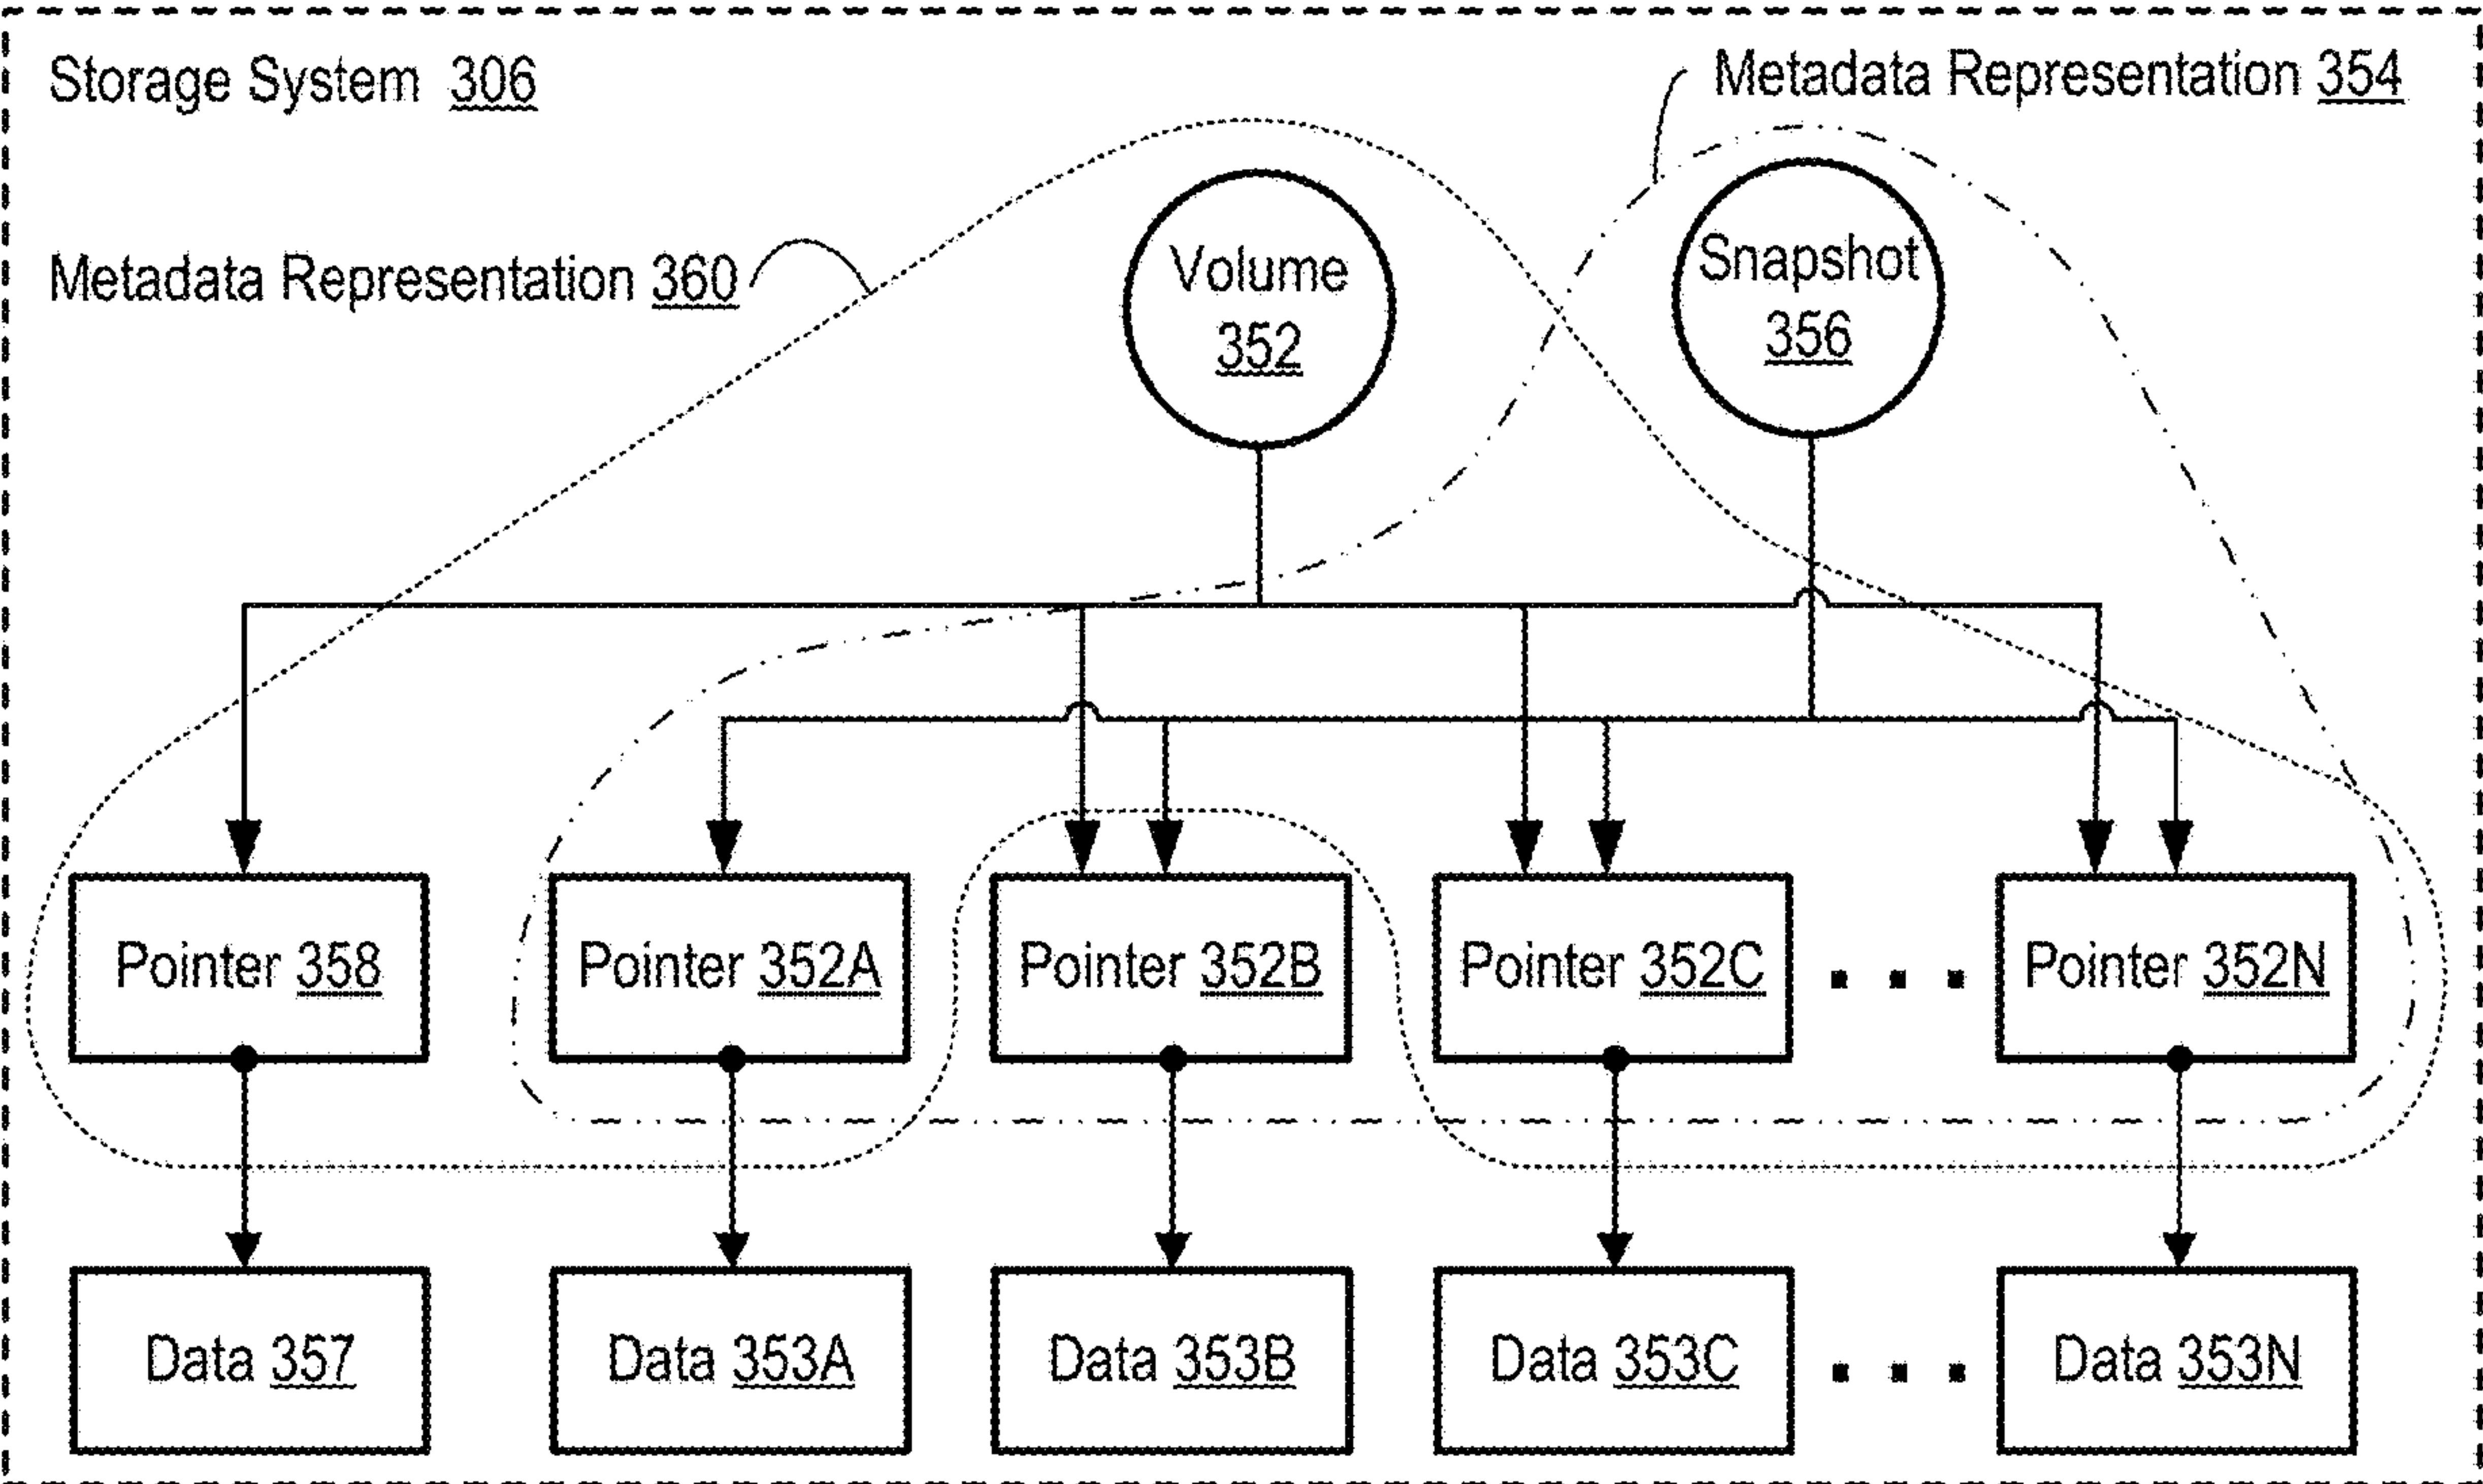 Storage System 306
Metadata Representation 354
Metadata Representation 360
Volume
352
Snapshot
356
Pointer 358
Pointer 352A
Pointer 352B
Pointer 352C
Pointer 352N
Data 357
Data 353A
Data 353B
Data 353C
Data 353N